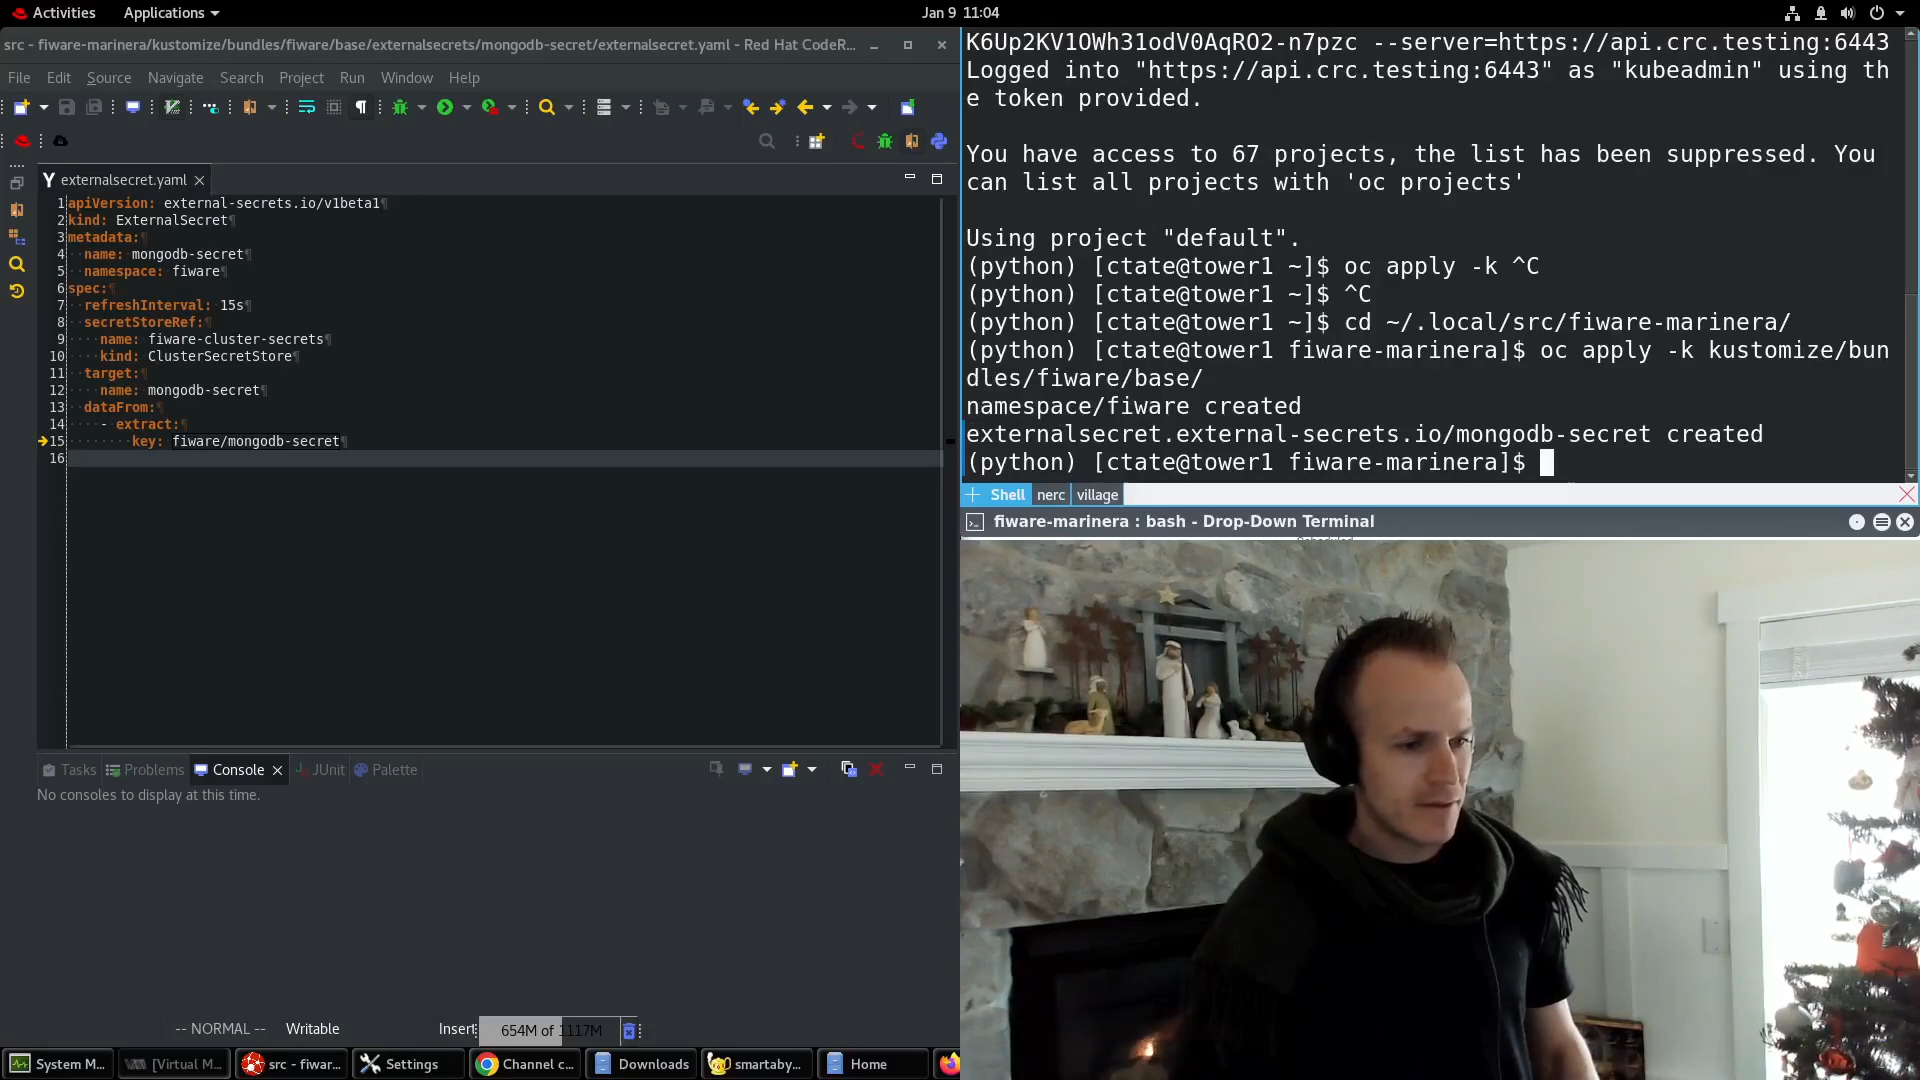 Activities
Applications
Jan 9 11:04
src - fiware-marinera/kustomize/bundles/fiware/base/externalsecrets/mongodb-secret/externalsecret.yaml - Red Hat CodeR...
File Edit Source Navigate Search Project Run Window Help
externalsecret.yaml
1 apiVersion: external-secrets.io/v1beta1¶
2 kind: ExternalSecret¶
3 metadata:¶
4 ··name: mongodb-secret¶
5 ··namespace: fiware¶
6 spec:¶
7 ··refreshInterval: 15s¶
8 ··secretStoreRef:¶
9 ····name: fiware-cluster-secrets¶
10 ····kind: ClusterSecretStore¶
11 ··target:¶
12 ····name: mongodb-secret¶
13 ··dataFrom:¶
14 ····- extract:¶
15 ········key: fiware/mongodb-secret¶
16
Tasks Problems Console JUnit Palette
No consoles to display at this time.
-- NORMAL -- Writable Insert 654M of 1117M
K6Up2KV1OWh31odV0AqRO2-n7pzc --server=https://api.crc.testing:6443
Logged into "https://api.crc.testing:6443" as "kubeadmin" using th
e token provided.
You have access to 67 projects, the list has been suppressed. You
can list all projects with 'oc projects'
Using project "default".
(python) [ctate@tower1 ~]$ oc apply -k ^C
(python) [ctate@tower1 ~]$ ^C
(python) [ctate@tower1 ~]$ cd ~/.local/src/fiware-marinera/
(python) [ctate@tower1 fiware-marinera]$ oc apply -k kustomize/bun
dles/fiware/base/
namespace/fiware created
externalsecret.external-secrets.io/mongodb-secret created
(python) [ctate@tower1 fiware-marinera]$
Shell nerc village
fiware-marinera : bash - Drop-Down Terminal
System M... [Virtual M... src - fiwar... Settings Channel c... Downloads smartaby... Home